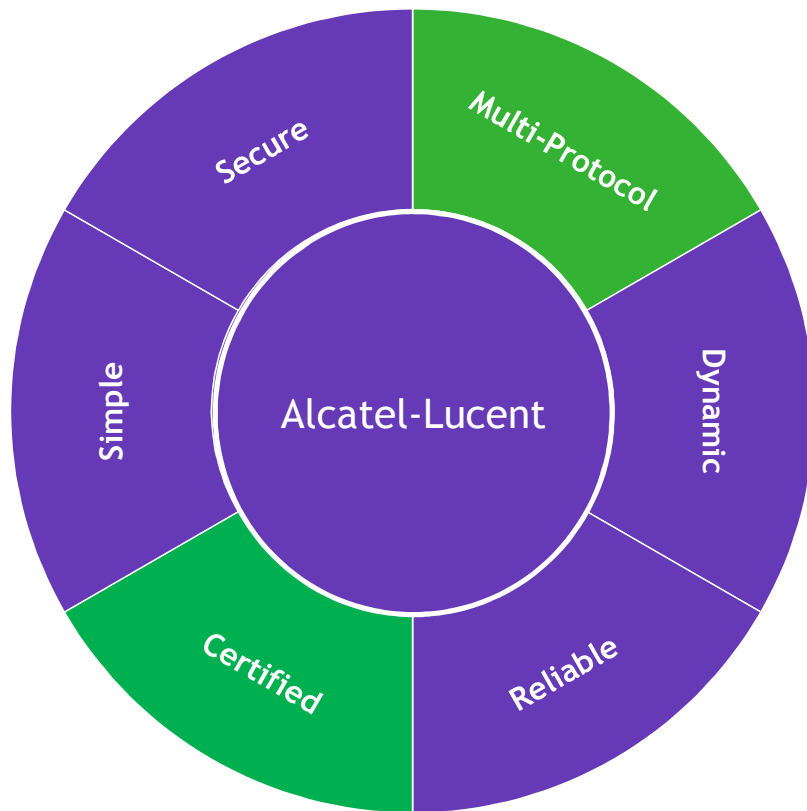 Secure
Multi-Protocol
Simple
Alcatel-Lucent
Dynamic
Certified
Reliable